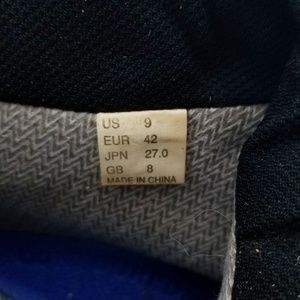 US 9
EUR 42
JPN 27.0
GB 8
MADE IN CHINA